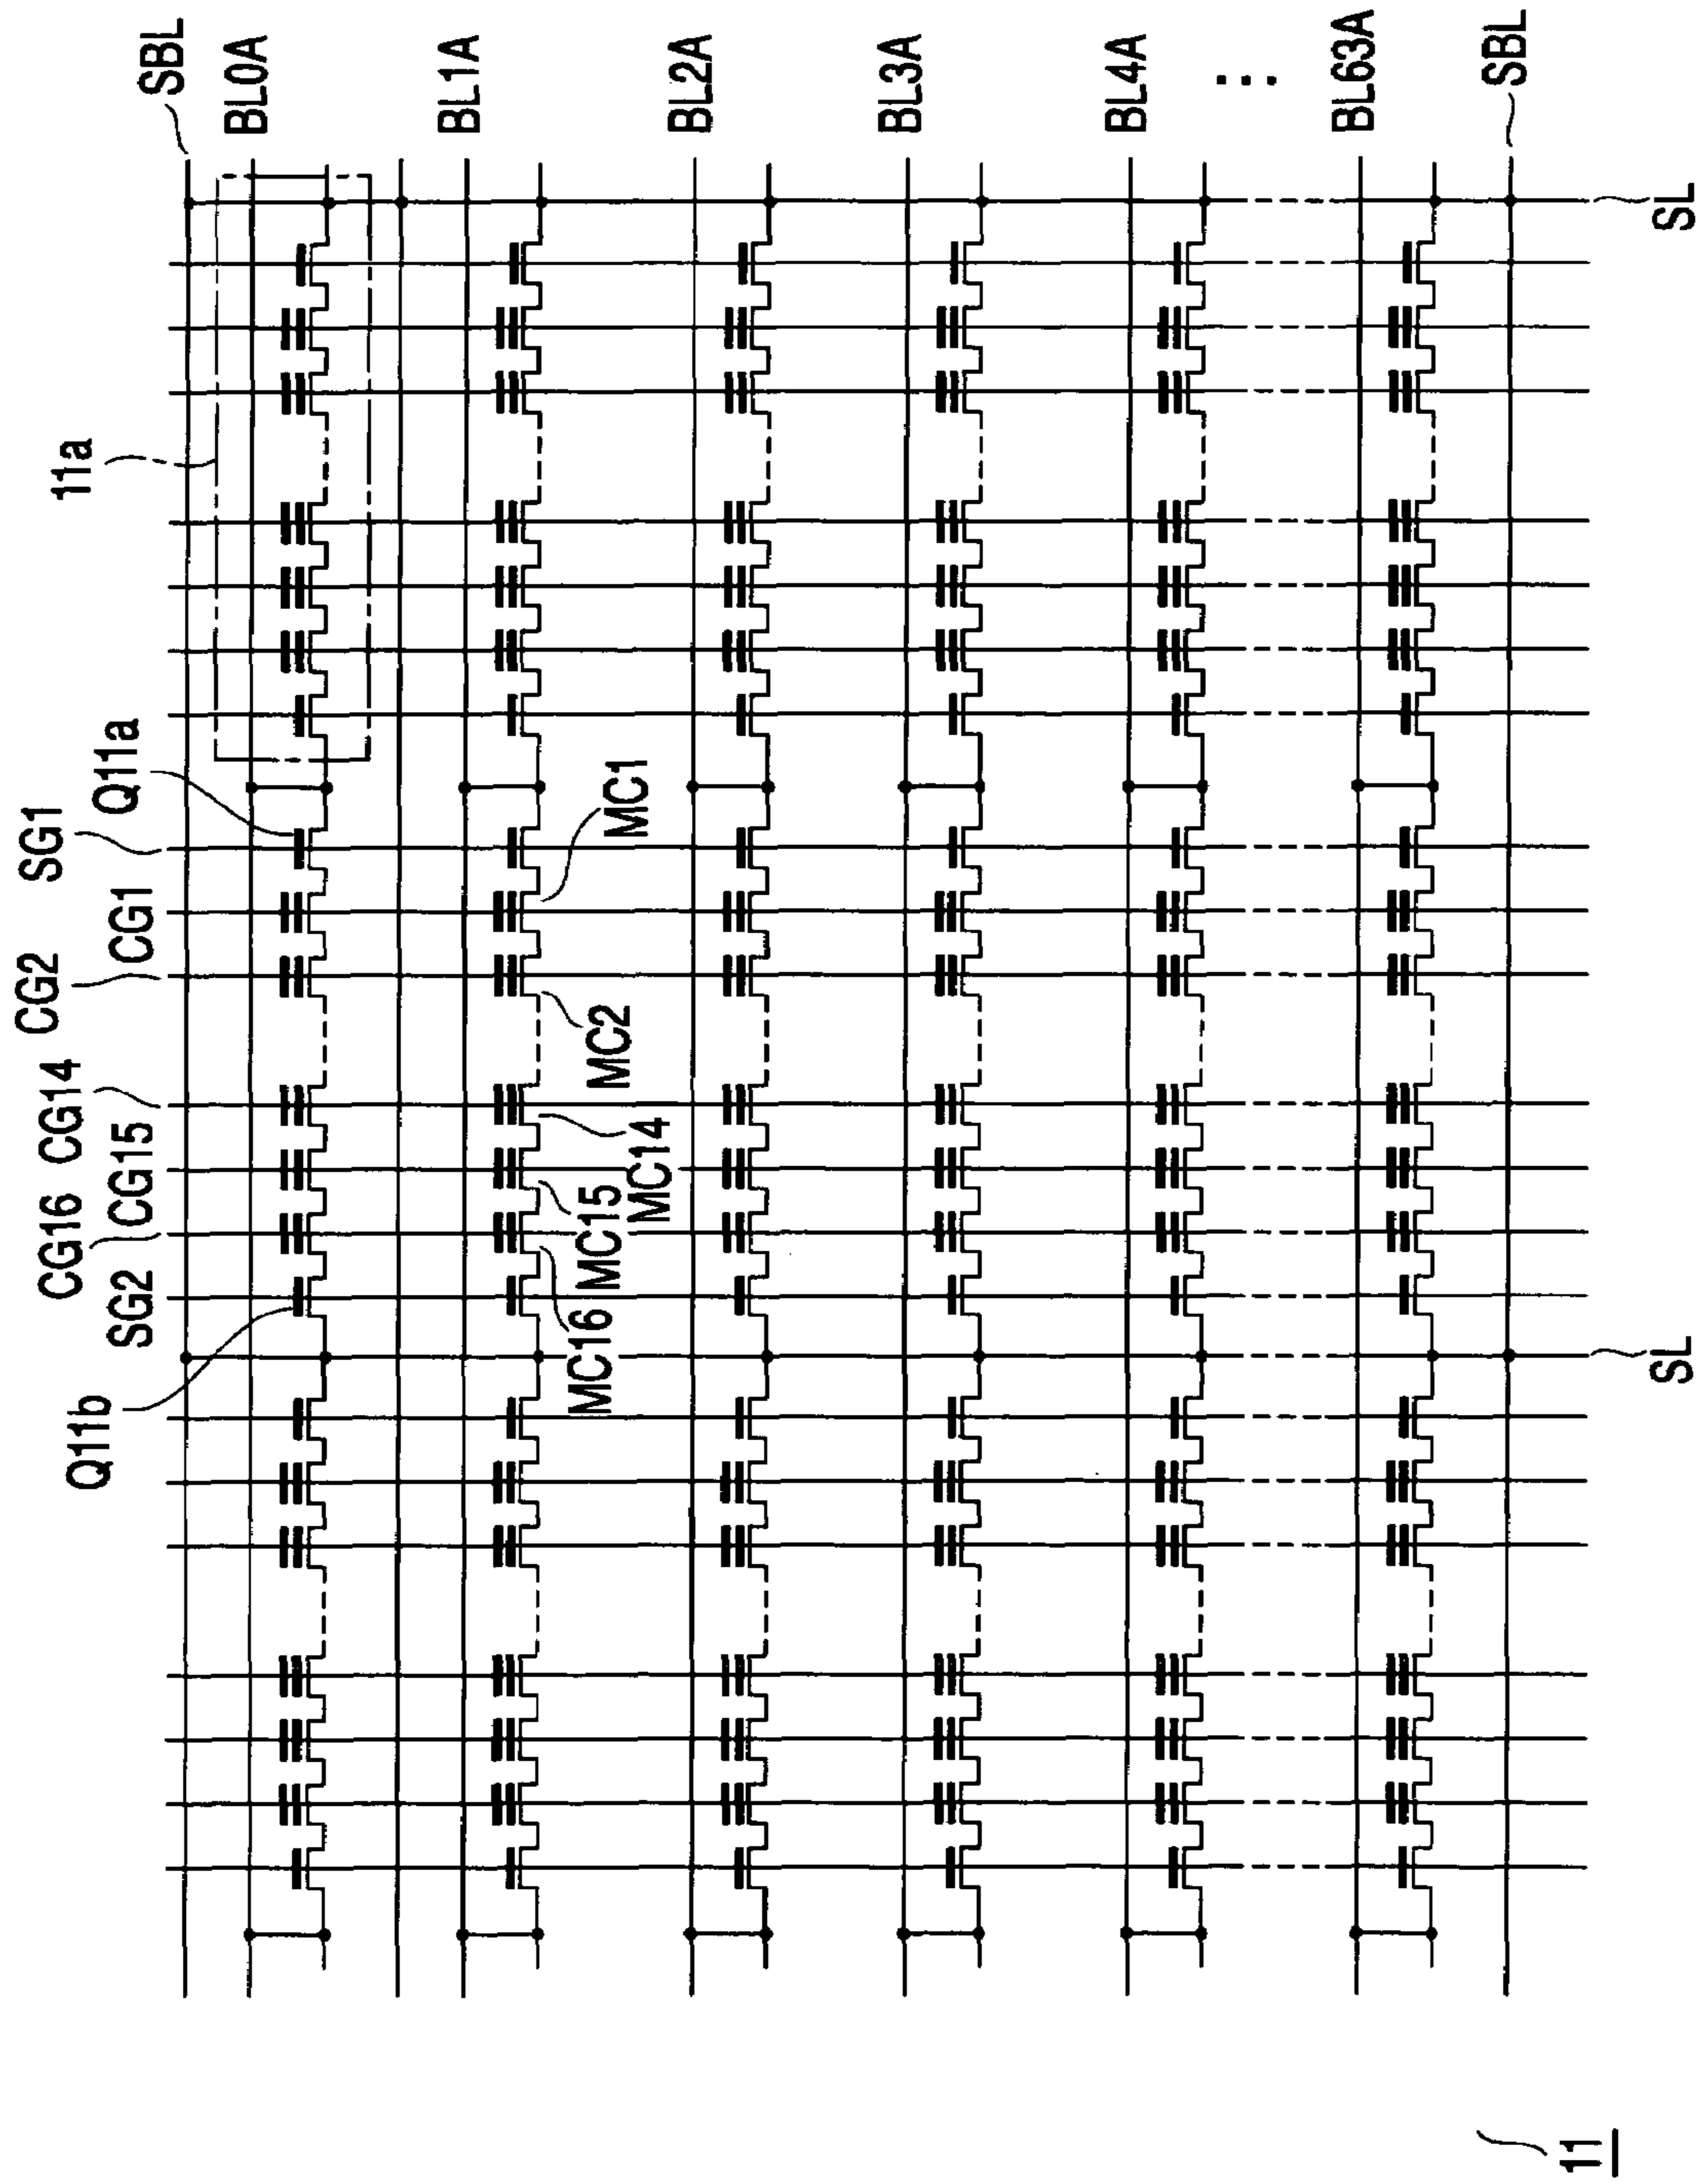 SBL
BL0A
BL1A
BL2A
BL3A
BL4A
⋮
BL63A
SBL
11a
SL
Q11a
SG1
CG1
CG2
CG14
CG15
CG16
SG2
Q11b
MC1
MC2
MC14
MC15
MC16
SL
11